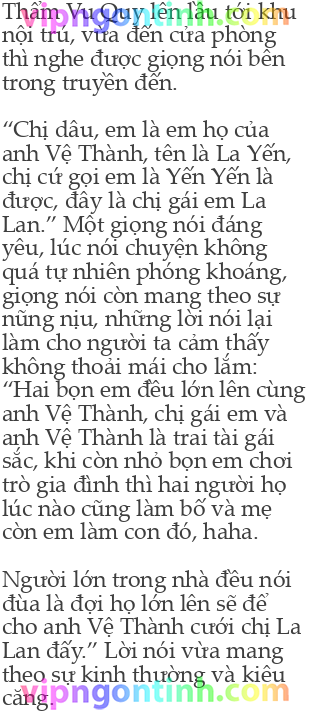 Thẩm Vu Quy lên lầu tới khu
nội trú, vừa đến cửa phòng
thì nghe được giọng nói bên
trong truyền đến.
“Chị dâu, em là em họ của
anh Vệ Thành, tên là La Yến,
chị cứ gọi em là Yến Yến là
được, đây là chị gái em La
Lan.” Một giọng nói đáng
yêu, lúc nói chuyện không
quá tự nhiên phóng khoáng,
giọng nói còn mang theo sự
nũng nịu, những lời nói lại
làm cho người ta cảm thấy
không thoải mái cho lắm:
“Hai bọn em đều lớn lên cùng
anh Vệ Thành, chị gái em và
anh Vệ Thành là trai tài gái
sắc, khi còn nhỏ bọn em chơi
trò gia đình thì hai người họ
lúc nào cũng làm bố và mẹ
còn em làm con đó, haha.
Người lớn trong nhà đều nói
đùa là đợi họ lớn lên sẽ để
cho anh Vệ Thành cưới chị La
Lan đấy.” Lời nói vừa mang
theo sự kinh thường và kiêu
căng.
vipngontinh.com
vipngontinh.com